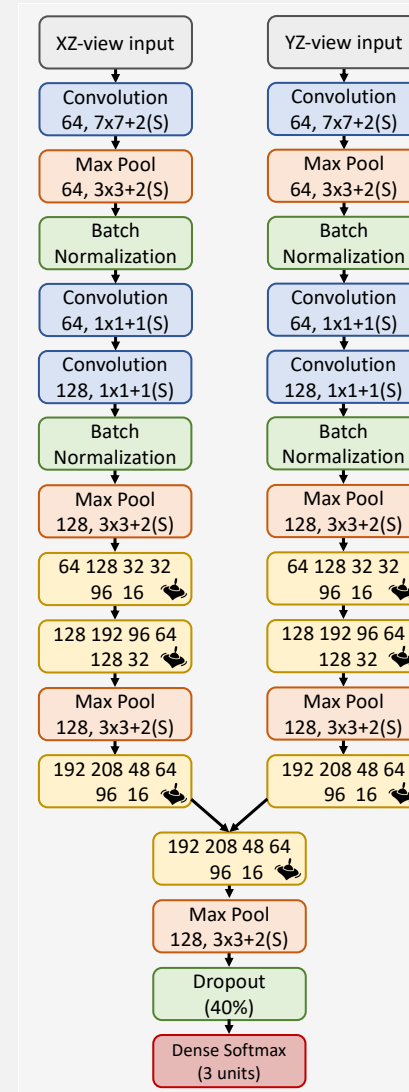 XZ-view input
YZ-view input
Convolution
64, 7x7+2(S)
Convolution
64, 7x7+2(S)
Max Pool
64, 3x3+2(S)
Max Pool
64, 3x3+2(S)
Batch
Normalization
Batch
Normalization
Convolution
64, 1x1+1(S)
Convolution
64, 1x1+1(S)
Convolution
128, 1x1+1(S)
Convolution
128, 1x1+1(S)
Batch
Normalization
Batch
Normalization
Max Pool
128, 3x3+2(S)
Max Pool
128, 3x3+2(S)
64 128 32 32
96 16
64 128 32 32
96 16
128 192 96 64
128 32
128 192 96 64
128 32
Max Pool
128, 3x3+2(S)
Max Pool
128, 3x3+2(S)
192 208 48 64
96 16
192 208 48 64
96 16
192 208 48 64
96 16
Max Pool
128, 3x3+2(S)
Dropout
(40%)
Dense Softmax
(3 units)